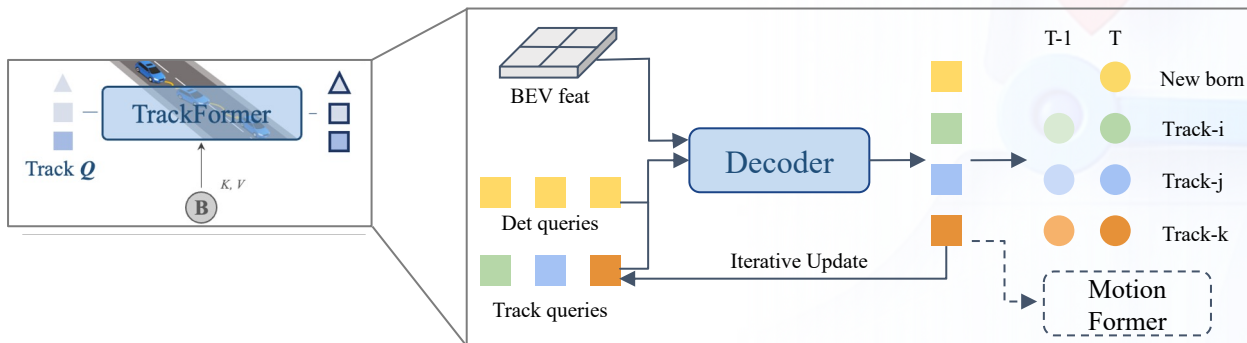 TrackFormer
Track Q
K, V
B
BEV feat
Det queries
Track queries
Decoder
Iterative Update
T-1
T
New born
Track-i
Track-j
Track-k
Motion
Former